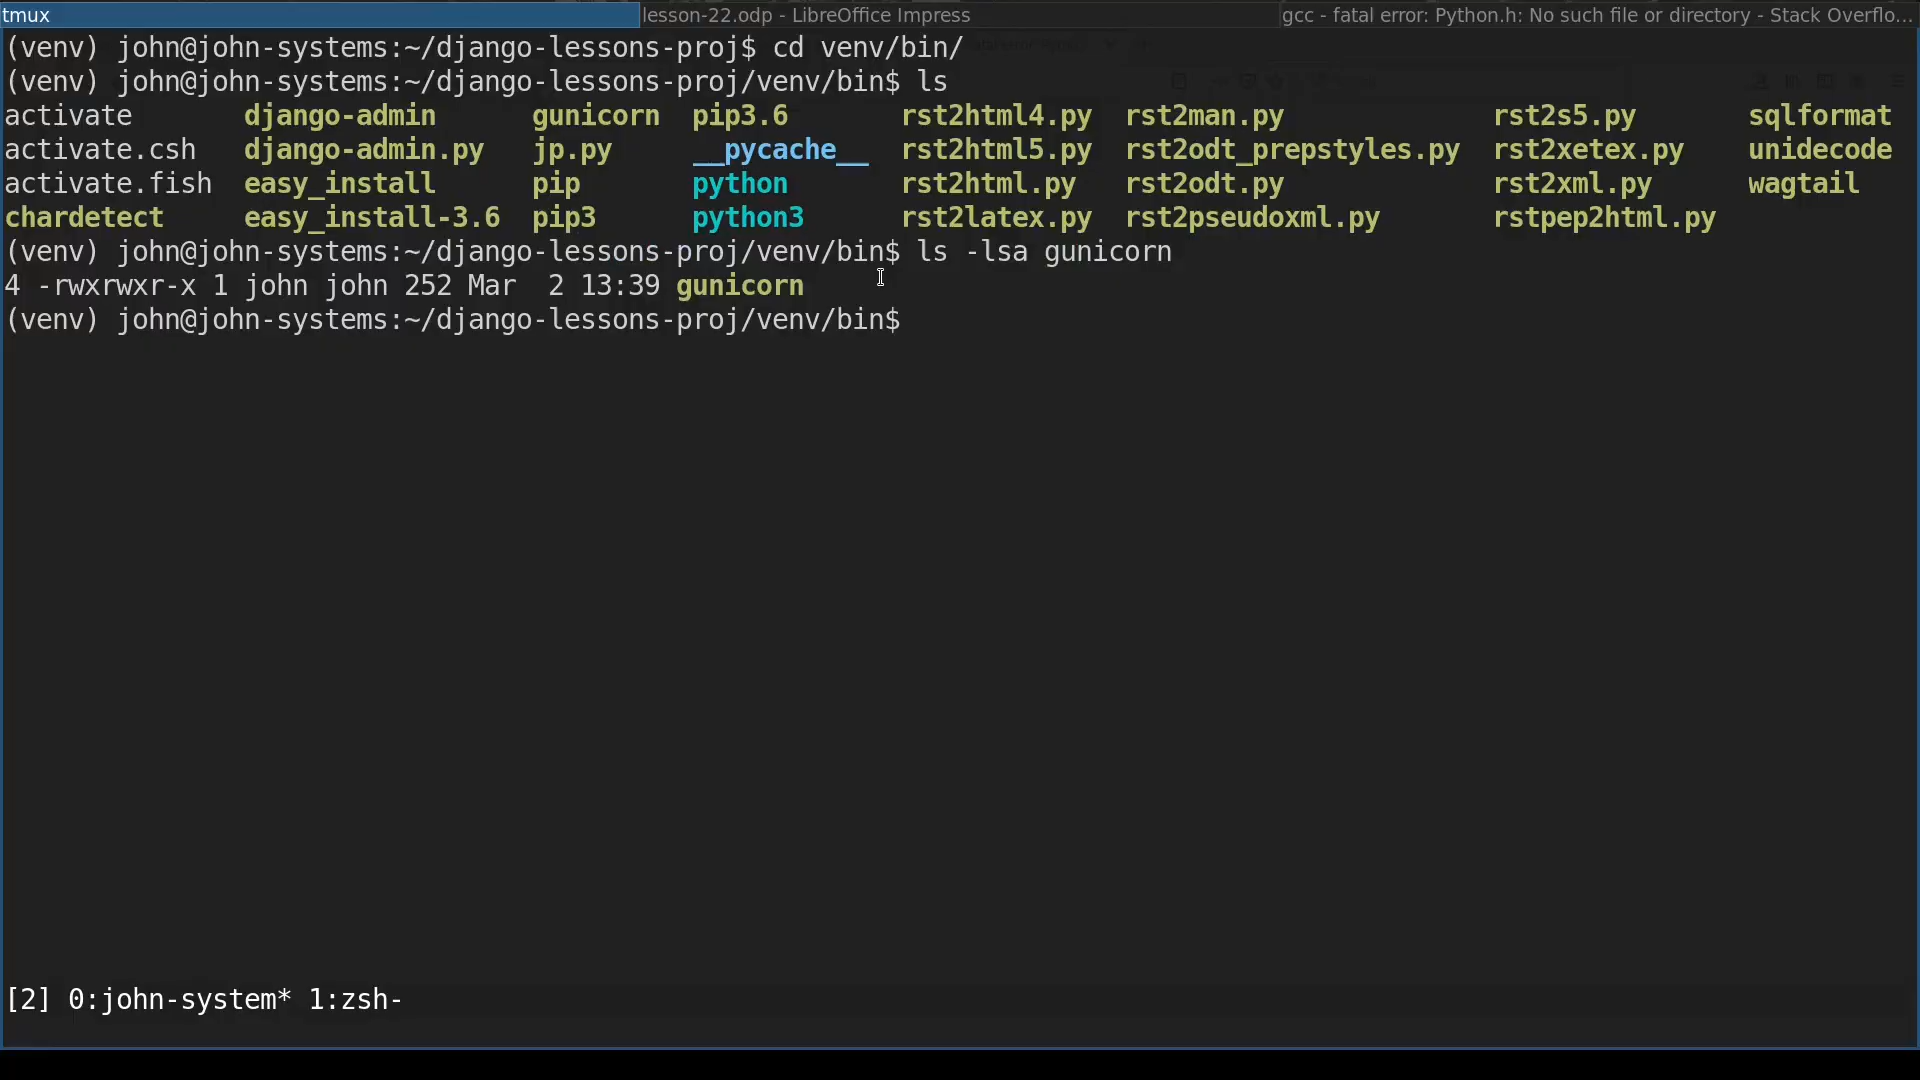 tmux lesson-22.odp - LibreOffice Impress gcc - fatal error: Python.h: No such file or directory - Stack Overflo...
(venv) john@john-systems:~/django-lessons-proj$ cd venv/bin/
(venv) john@john-systems:~/django-lessons-proj/venv/bin$ ls
activate django-admin gunicorn pip3.6 rst2html4.py rst2man.py rst2s5.py sqlformat
activate.csh django-admin.py jp.py __pycache__ rst2html5.py rst2odt_prepstyles.py rst2xetex.py unidecode
activate.fish easy_install pip python rst2html.py rst2odt.py rst2xml.py wagtail
chardetect easy_install-3.6 pip3 python3 rst2latex.py rst2pseudoxml.py rstpep2html.py
(venv) john@john-systems:~/django-lessons-proj/venv/bin$ ls -lsa gunicorn
4 -rwxrwxr-x 1 john john 252 Mar  2 13:39 gunicorn
(venv) john@john-systems:~/django-lessons-proj/venv/bin$
[2] 0:john-system* 1:zsh-